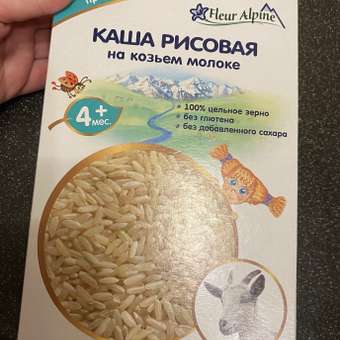 Fleur Alpine
КАША РИСОВАЯ
на козьем молоке
4+
мес.
• 100% цельное зерно
• без глютена
• без добавленного сахара